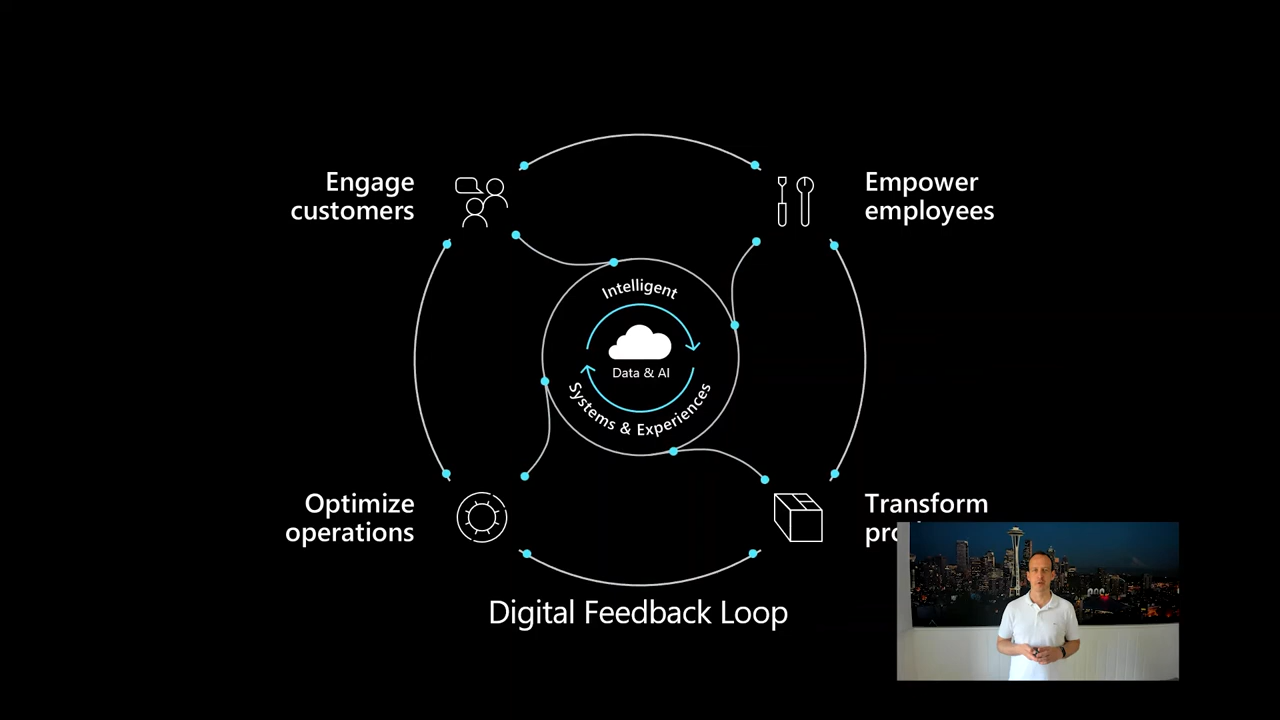 Engage
customers
Empower
employees
Intelligent
Data & AI
Systems & Experiences
Optimize
operations
Transform
Digital Feedback Loop